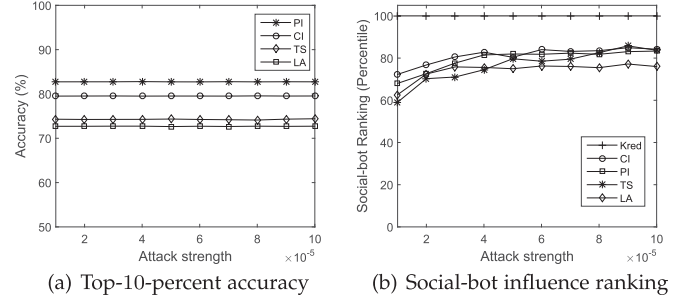 100
90
80
70
60
50
Accuracy (%)
PI
CI
TS
LA
2 4 6 8 10
Attack strength
×10-5
(a) Top-10-percent accuracy
100
80
60
40
20
0
Social-bot Ranking (Percentile)
Kred
CI
PI
TS
LA
0 2 4 6 8 10
Attack strength
×10-5
(b) Social-bot influence ranking